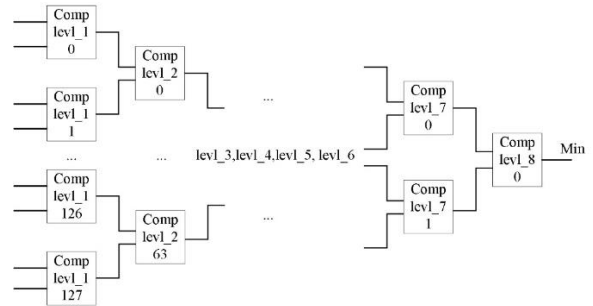 Comp
levl_1
0
Comp
levl_2
0
Comp
levl_1
1
...
...
...
levl_3,levl_4,levl_5, levl_6
Comp
levl_1
126
Comp
levl_2
63
...
Comp
levl_1
127
Comp
levl_7
0
Comp
levl_7
1
Comp
levl_8
0
Min